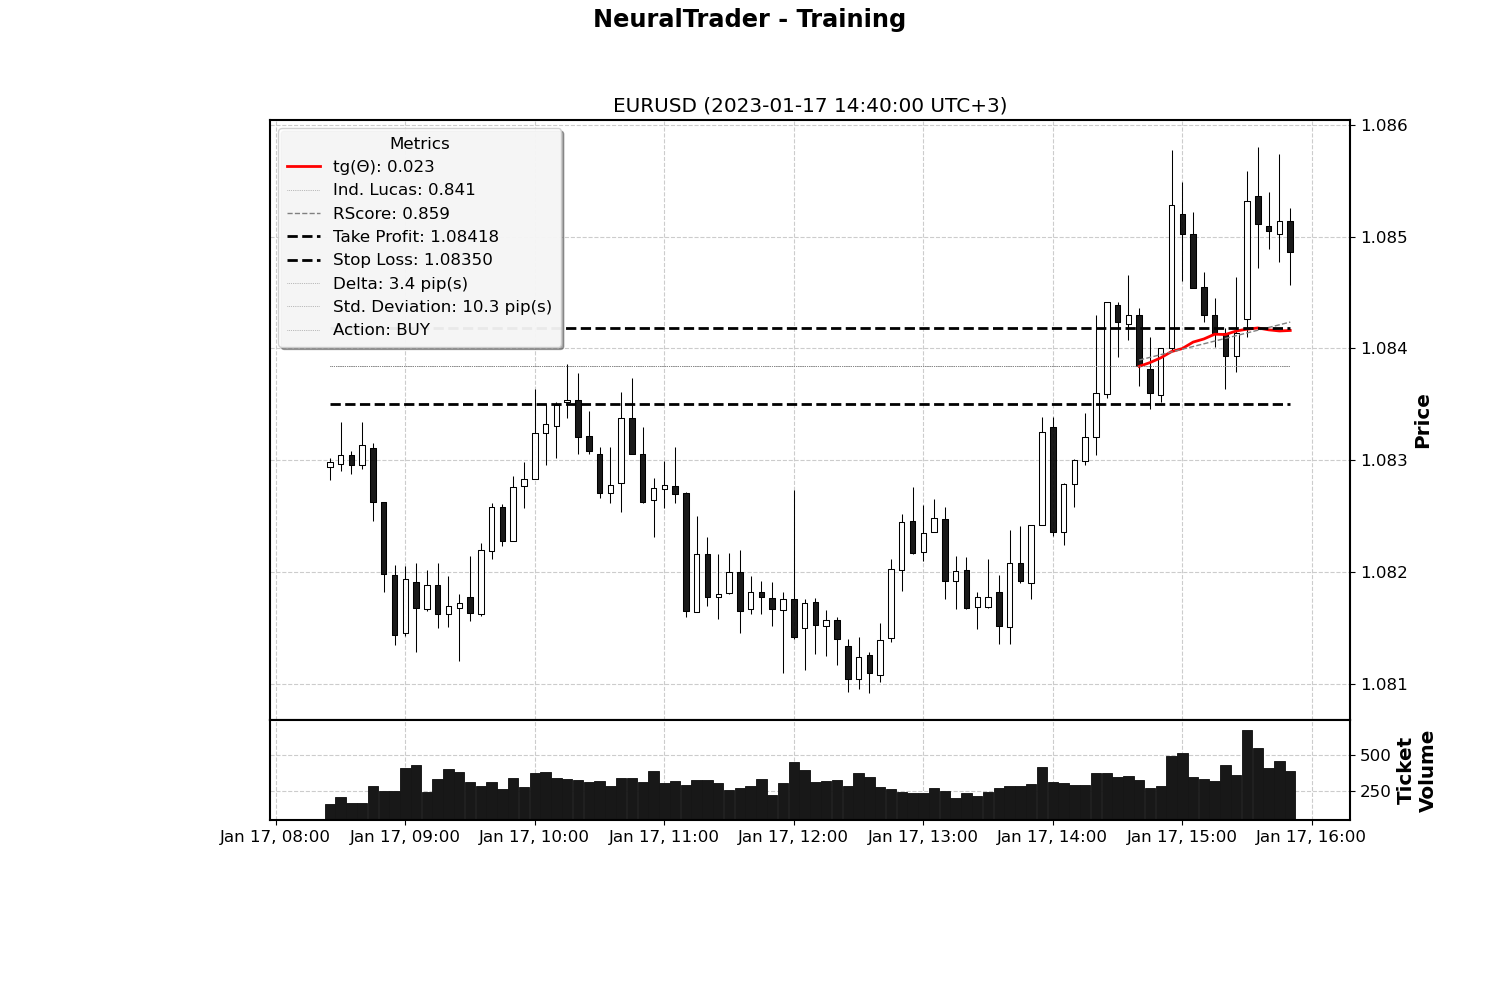 NeuralTrader - Training
EURUSD (2023-01-17 14:40:00 UTC+3)
Metrics
tg(Θ): 0.023
Ind. Lucas: 0.841
RScore: 0.859
Take Profit: 1.08418
Stop Loss: 1.08350
Delta: 3.4 pip(s)
Std. Deviation: 10.3 pip(s)
Action: BUY
1.086
1.085
1.084
1.083
1.082
1.081
Price
500
250
Ticket
Volume
Jan 17, 08:00
Jan 17, 09:00
Jan 17, 10:00
Jan 17, 11:00
Jan 17, 12:00
Jan 17, 13:00
Jan 17, 14:00
Jan 17, 15:00
Jan 17, 16:00